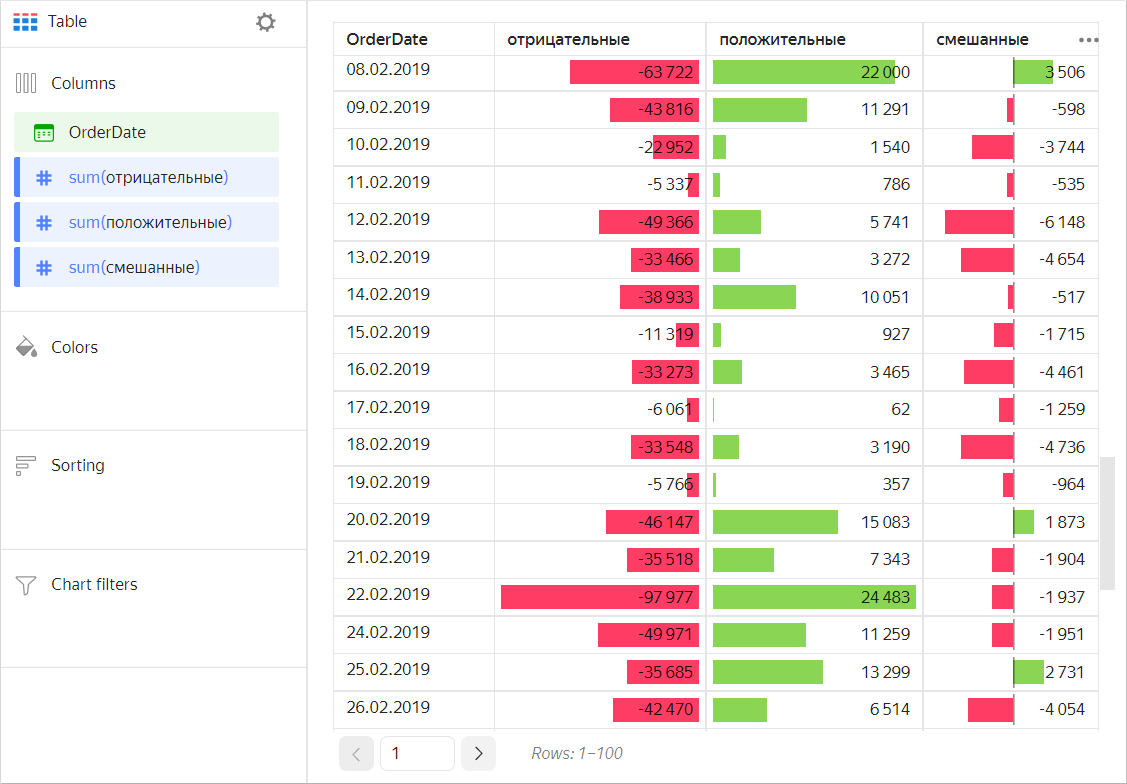 Table
Columns
OrderDate
sum(отрицательные)
sum(положительные)
sum(смешанные)
Colors
Sorting
Chart filters
OrderDate отрицательные положительные смешанные
08.02.2019 -63 722 22 000 3 506
09.02.2019 -43 816 11 291 -598
10.02.2019 -22 952 1 540 -3 744
11.02.2019 -5 337 786 -535
12.02.2019 -49 366 5 741 -6 148
13.02.2019 -33 466 3 272 -4 654
14.02.2019 -38 933 10 051 -517
15.02.2019 -11 319 927 -1 715
16.02.2019 -33 273 3 465 -4 461
17.02.2019 -6 061 62 -1 259
18.02.2019 -33 548 3 190 -4 736
19.02.2019 -5 766 357 -964
20.02.2019 -46 147 15 083 1 873
21.02.2019 -35 518 7 343 -1 904
22.02.2019 -97 977 24 483 -1 937
24.02.2019 -49 971 11 259 -1 951
25.02.2019 -35 685 13 299 2 731
26.02.2019 -42 470 6 514 -4 054
1 Rows: 1–100